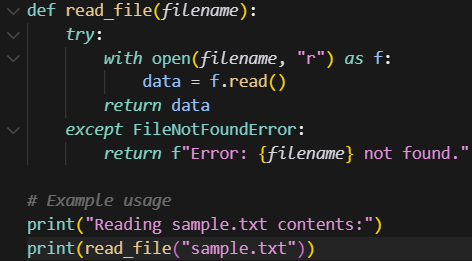 def read_file(filename):
    try:
        with open(filename, "r") as f:
            data = f.read()
        return data
    except FileNotFoundError:
        return f"Error: {filename} not found."

# Example usage
print("Reading sample.txt contents:")
print(read_file("sample.txt"))